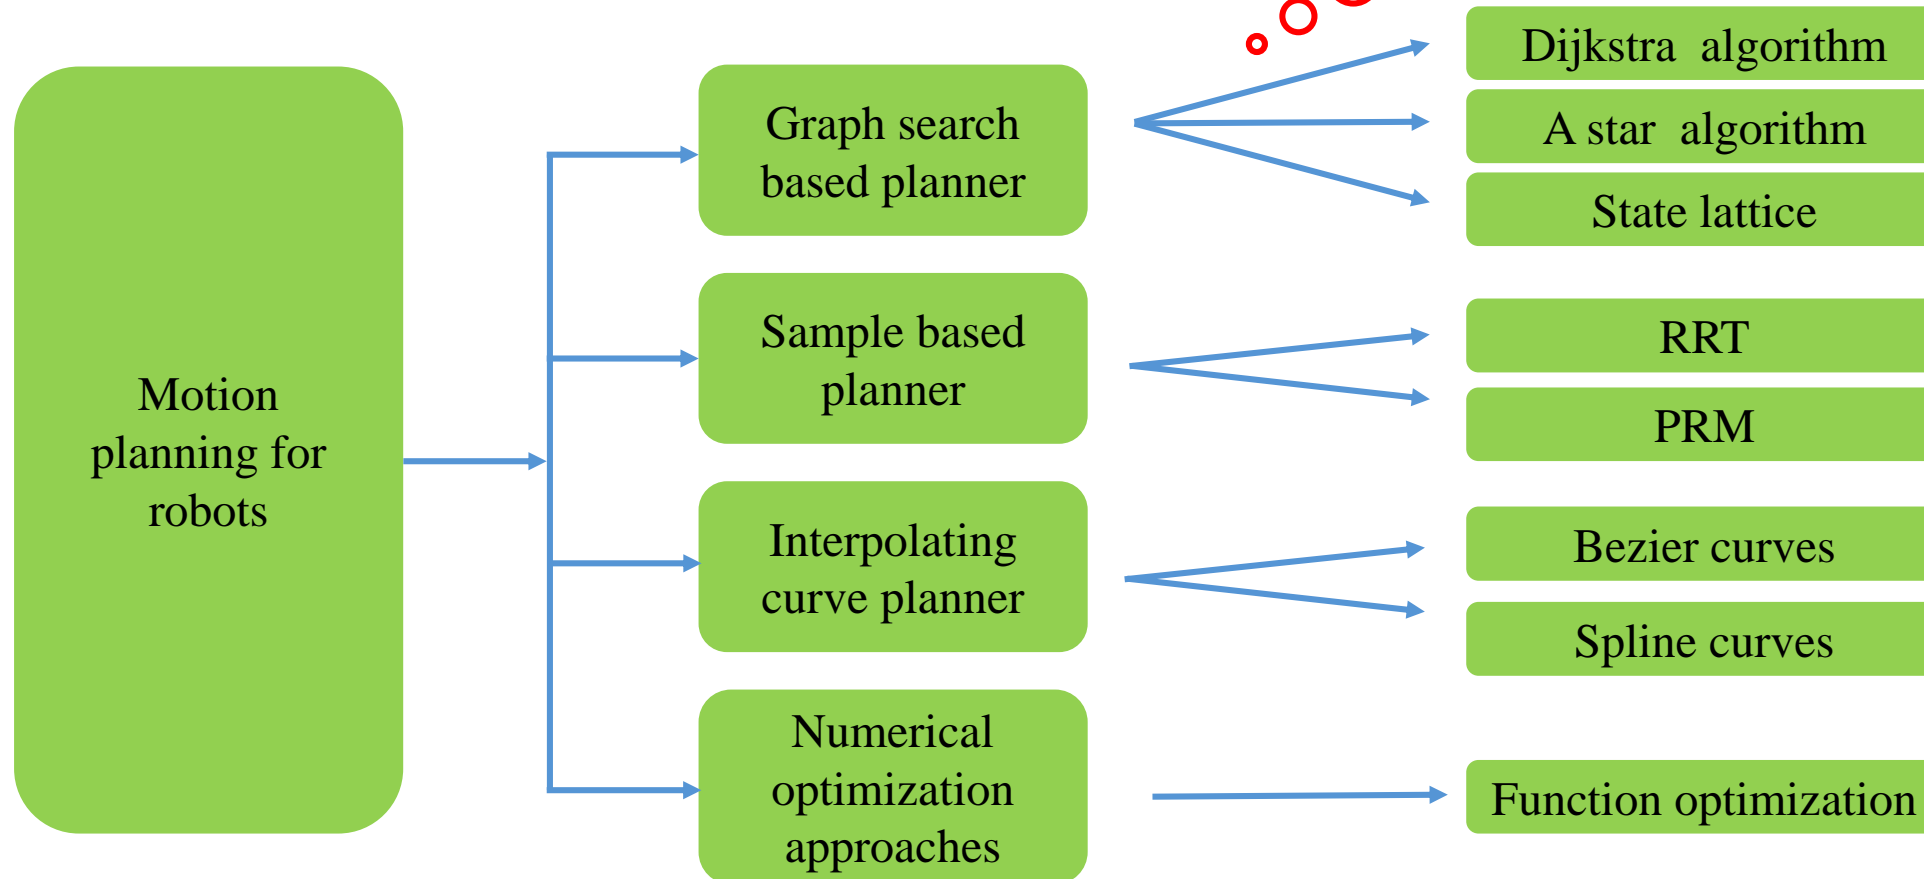 Motion
planning for
robots
Graph search
based planner
Sample based
planner
Interpolating
curve planner
Numerical
optimization
approaches
Dijkstra algorithm
A star algorithm
State lattice
RRT
PRM
Bezier curves
Spline curves
Function optimization